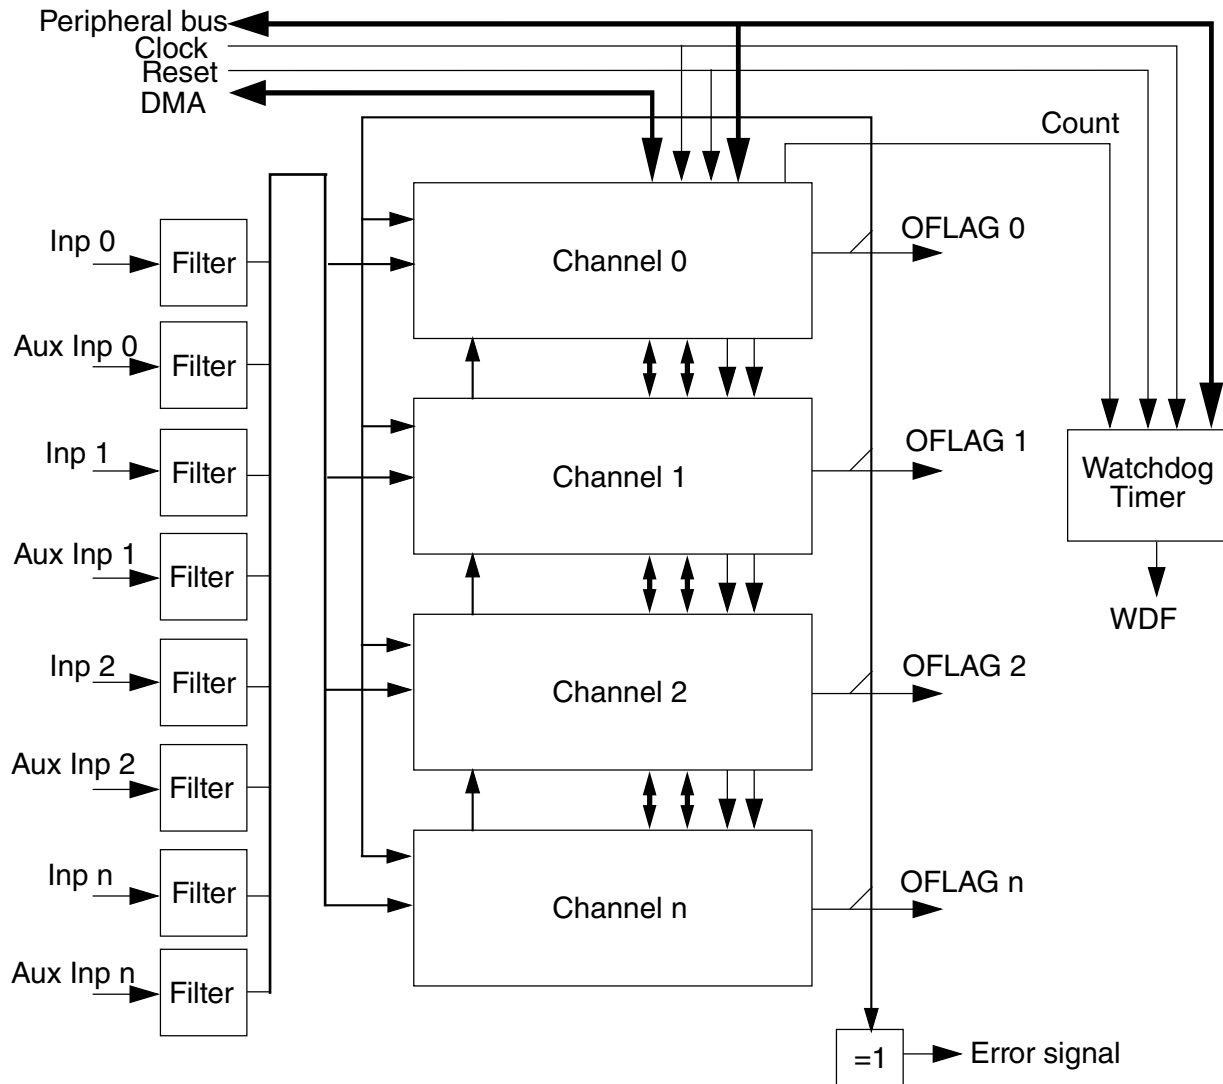 Peripheral bus
Clock
Reset
DMA
Count
Inp 0
Filter
Channel 0
OFLAG 0
Aux Inp 0
Filter
Inp 1
Filter
Channel 1
OFLAG 1
Watchdog
Timer
Aux Inp 1
Filter
WDF
Inp 2
Filter
Channel 2
OFLAG 2
Aux Inp 2
Filter
Inp n
Filter
Channel n
OFLAG n
Aux Inp n
Filter
=1
Error signal